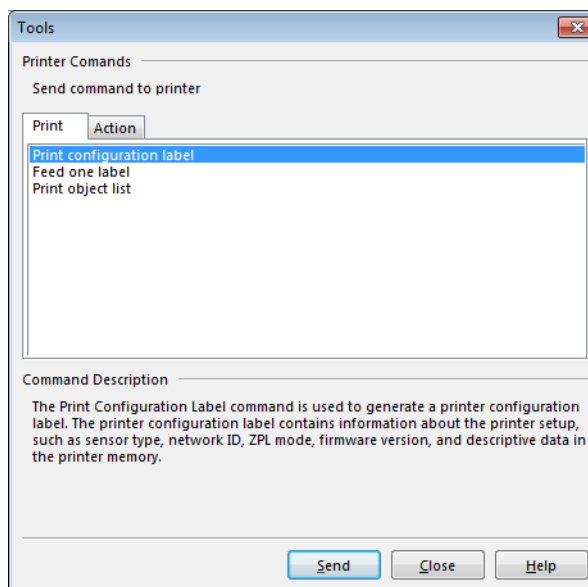 Tools
Printer Comands
Send command to printer
Print
Action
Print configuration label
Feed one label
Print object list
Command Description
The Print Configuration Label command is used to generate a printer configuration
label. The printer configuration label contains information about the printer setup,
such as sensor type, network ID, ZPL mode, firmware version, and descriptive data in
the printer memory.
Send
Close
Help